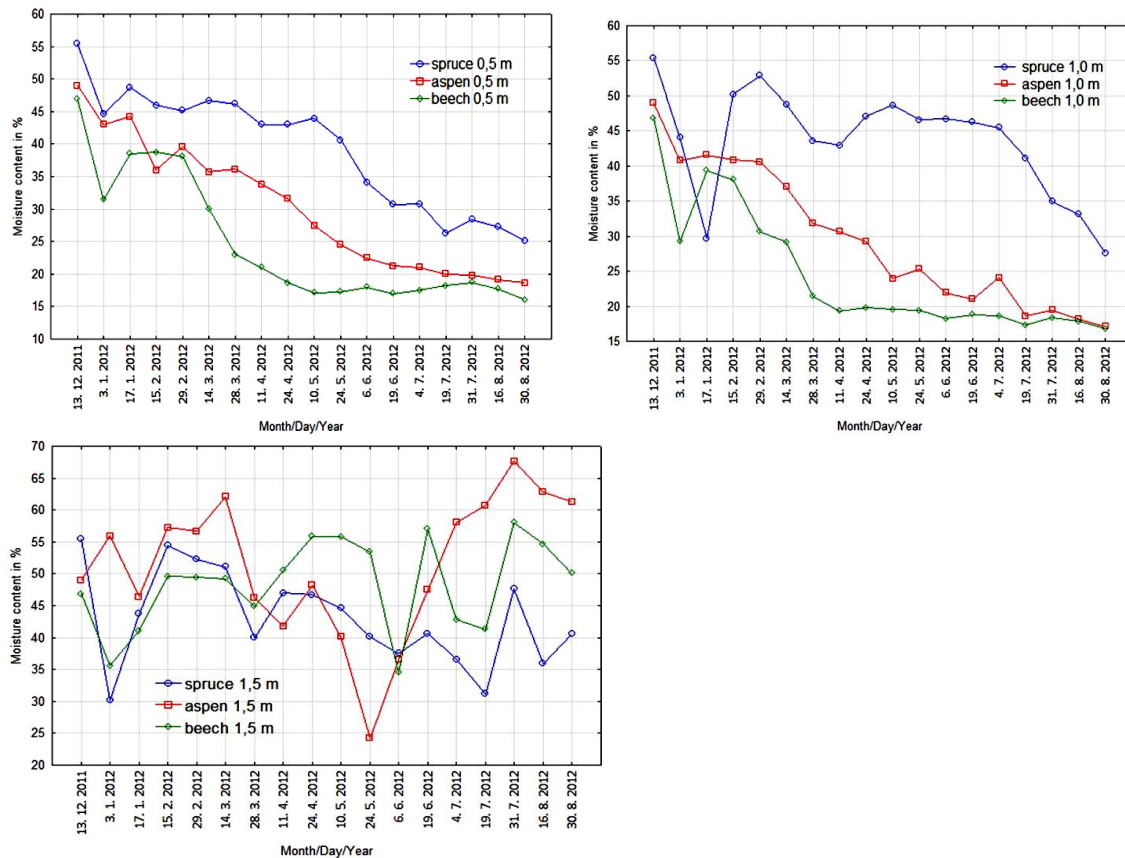 60
55
50
45
40
35
30
25
20
15
10
Moisture content in %
spruce 0,5 m
aspen 0,5 m
beech 0,5 m
13. 12. 2011
3. 1. 2012
17. 1. 2012
15. 2. 2012
29. 2. 2012
14. 3. 2012
28. 3. 2012
11. 4. 2012
24. 4. 2012
10. 5. 2012
24. 5. 2012
6. 6. 2012
19. 6. 2012
4. 7. 2012
19. 7. 2012
31. 7. 2012
16. 8. 2012
30. 8. 2012
Month/Day/Year
60
55
50
45
40
35
30
25
20
15
Moisture content in %
spruce 1,0 m
aspen 1,0 m
beech 1,0 m
13. 12. 2011
3. 1. 2012
17. 1. 2012
15. 2. 2012
29. 2. 2012
14. 3. 2012
28. 3. 2012
11. 4. 2012
24. 4. 2012
10. 5. 2012
24. 5. 2012
6. 6. 2012
19. 6. 2012
4. 7. 2012
19. 7. 2012
31. 7. 2012
16. 8. 2012
30. 8. 2012
Month/Day/Year
70
65
60
55
50
45
40
35
30
25
20
Moisture content in %
spruce 1,5 m
aspen 1,5 m
beech 1,5 m
13. 12. 2011
3. 1. 2012
17. 1. 2012
15. 2. 2012
29. 2. 2012
14. 3. 2012
28. 3. 2012
11. 4. 2012
24. 4. 2012
10. 5. 2012
24. 5. 2012
6. 6. 2012
19. 6. 2012
4. 7. 2012
19. 7. 2012
31. 7. 2012
16. 8. 2012
30. 8. 2012
Month/Day/Year